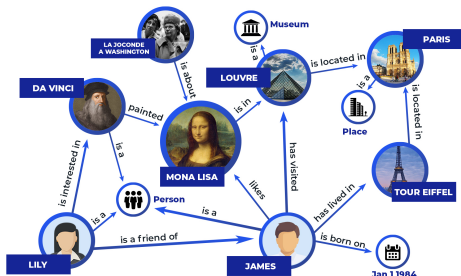 LA JOCONDE
A WASHINGTON
Museum
PARIS
is about
is a
is located in
LOUVRE
DA VINCI
painted
is in
is a
Place
is located in
is interested in
is a
MONA LISA
has visited
TOUR EIFFEL
Person
likes
has lived in
is a
is a
is a friend of
is born on
LILY
JAMES
Jan 1 1984